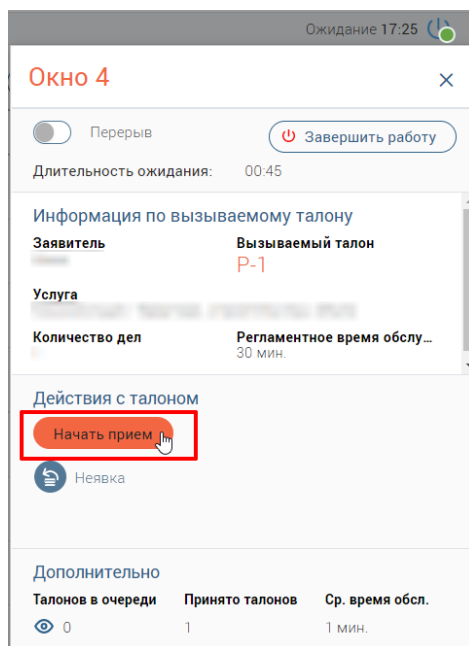 Ожидание 17:25
Окно 4
Перерыв
Завершить работу
Длительность ожидания: 00:45
Информация по вызываемому талону
Заявитель Вызываемый талон
P-1
Услуга
Количество дел Регламентное время обслу...
30 мин.
Действия с талоном
Начать прием
Неявка
Дополнительно
Талонов в очереди Принято талонов Ср. время обсл.
0 1 1 мин.